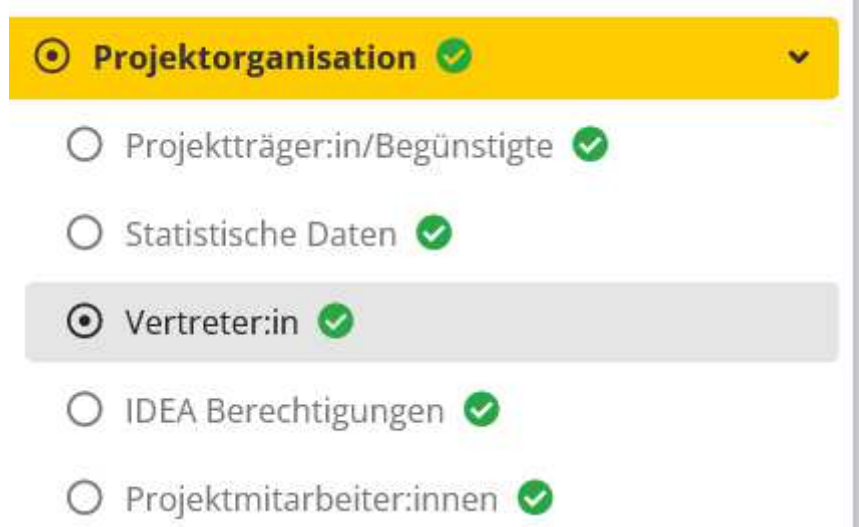 Projektorganisation
Projektträger:in/Begünstigte
Statistische Daten
Vertreter:in
IDEA Berechtigungen
Projektmitarbeiter:innen